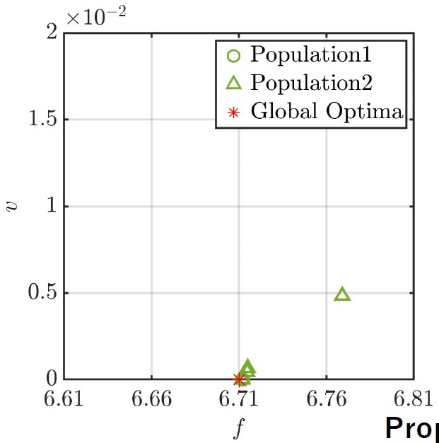 ×10⁻²
2
Population1
Population2
Global Optima
1.5
1
v
0.5
0
6.61 6.66 6.71 6.76 6.81
f
Prop